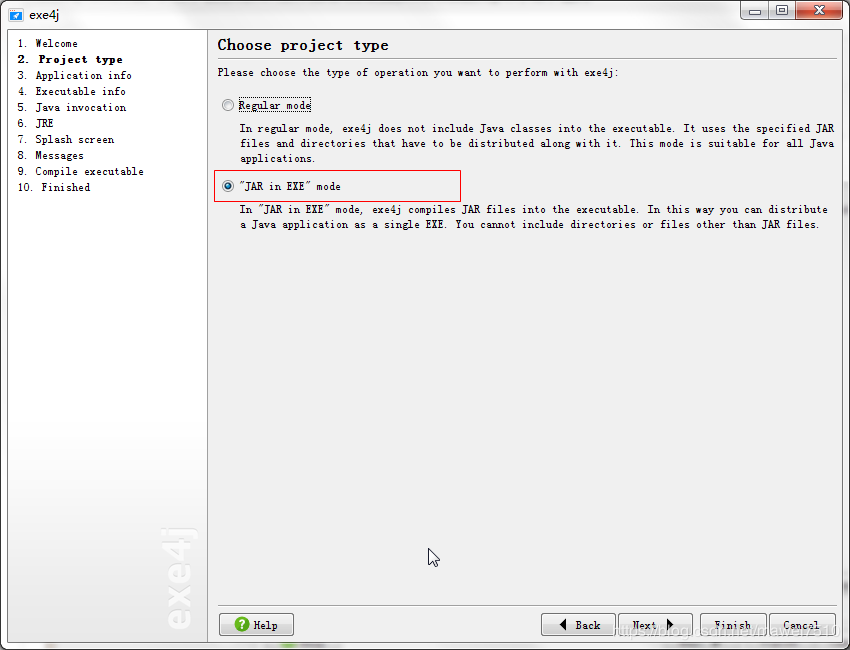 exe4j
1. Welcome
2. Project type
3. Application info
4. Executable info
5. Java invocation
6. JRE
7. Splash screen
8. Messages
9. Compile executable
10. Finished
exe4j
Choose project type
Please choose the type of operation you want to perform with exe4j:
Regular mode
In regular mode, exe4j does not include Java classes into the executable. It uses the specified JAR
files and directories that have to be distributed along with it. This mode is suitable for all Java
applications.
"JAR in EXE" mode
In "JAR in EXE" mode, exe4j compiles JAR files into the executable. In this way you can distribute
a Java application as a single EXE. You cannot include directories or files other than JAR files.
Help
Back
Next
Finish
Cancel